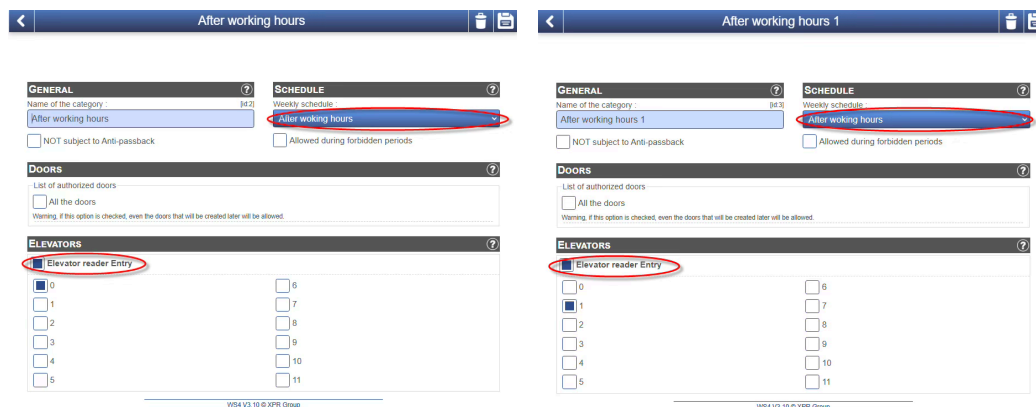 After working hours
GENERAL ?
Name of the category : [id:2]
After working hours
NOT subject to Anti-passback
SCHEDULE ?
Weekly schedule :
After woking hours
Allowed during forbidden periods
DOORS ?
List of authorized doors
All the doors
Warning, if this option is checked, even the doors that will be created later will be allowed.
ELEVATORS ?
Elevator reader Entry
0
1
2
3
4
5
6
7
8
9
10
11
WS4 V3.10 © XPR Group
After working hours 1
GENERAL ?
Name of the category : [id:3]
After working hours 1
NOT subject to Anti-passback
SCHEDULE ?
Weekly schedule :
After woking hours
Allowed during forbidden periods
DOORS ?
List of authorized doors
All the doors
Warning, if this option is checked, even the doors that will be created later will be allowed.
ELEVATORS ?
Elevator reader Entry
0
1
2
3
4
5
6
7
8
9
10
11
WS4 V3.10 © XPR Group